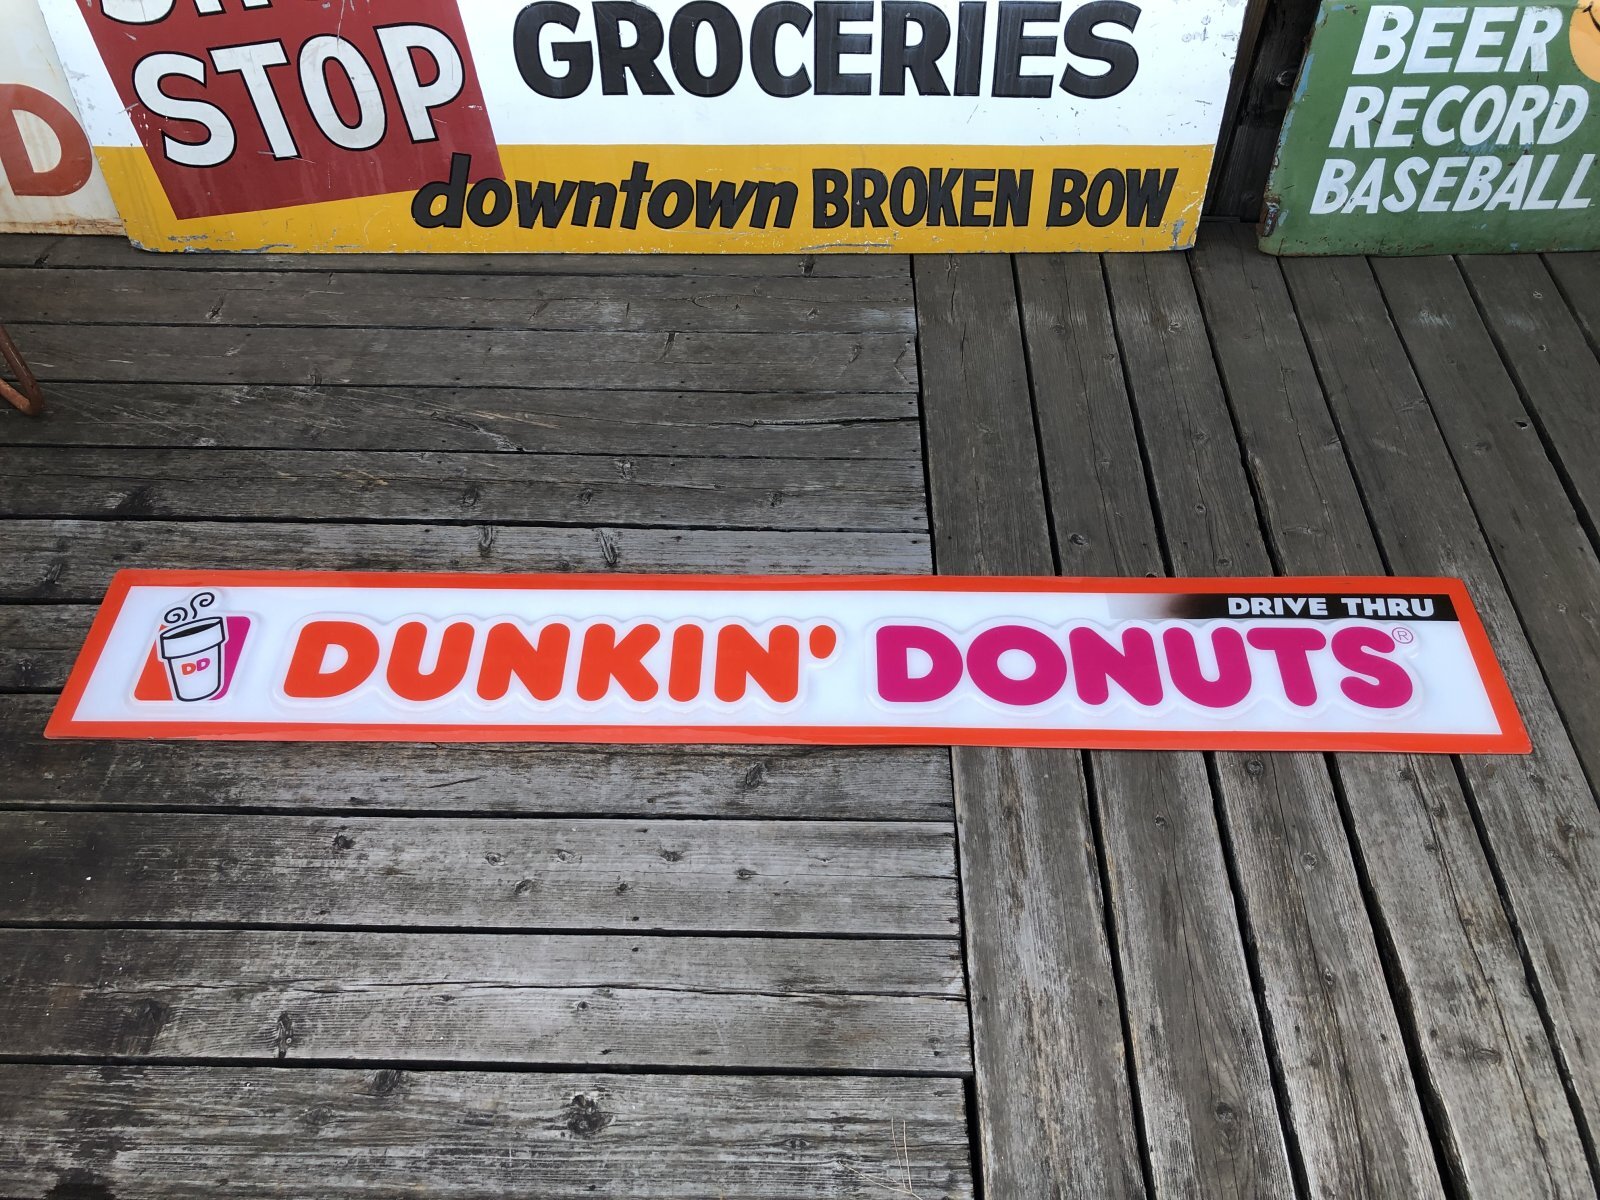 STOP
GROCERIES
downtown BROKEN BOW
D
BEER
RECORD
BASEBALL
DRIVE THRU
DD
DUNKIN' DONUTS®